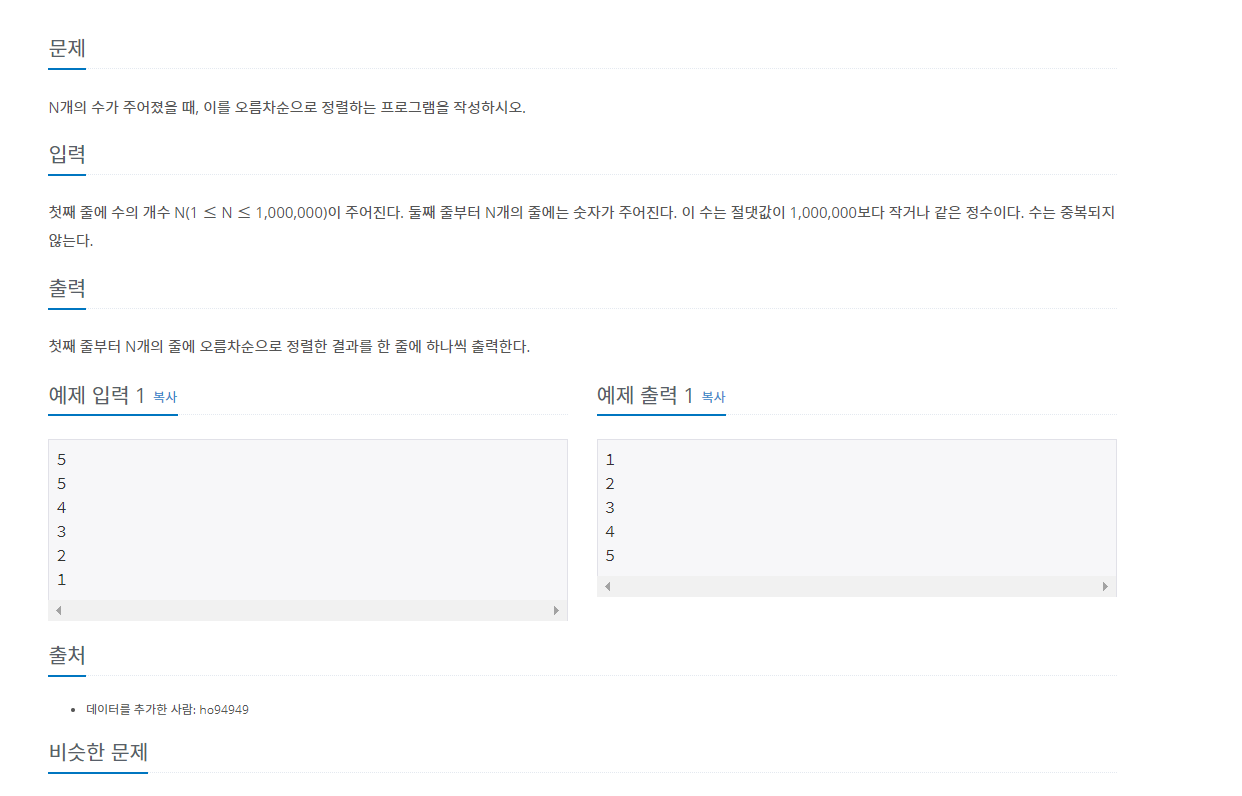 문제
N개의 수가 주어졌을 때, 이를 오름차순으로 정렬하는 프로그램을 작성하시오.
입력
첫째 줄에 수의 개수 N(1 ≤ N ≤ 1,000,000)이 주어진다. 둘째 줄부터 N개의 줄에는 숫자가 주어진다. 이 수는 절댓값이 1,000,000보다 작거나 같은 정수이다. 수는 중복되지
않는다.
출력
첫째 줄부터 N개의 줄에 오름차순으로 정렬한 결과를 한 줄에 하나씩 출력한다.
예제 입력 1 복사
5
5
4
3
2
1
예제 출력 1 복사
1
2
3
4
5
출처
데이터를 추가한 사람: ho94949
비슷한 문제